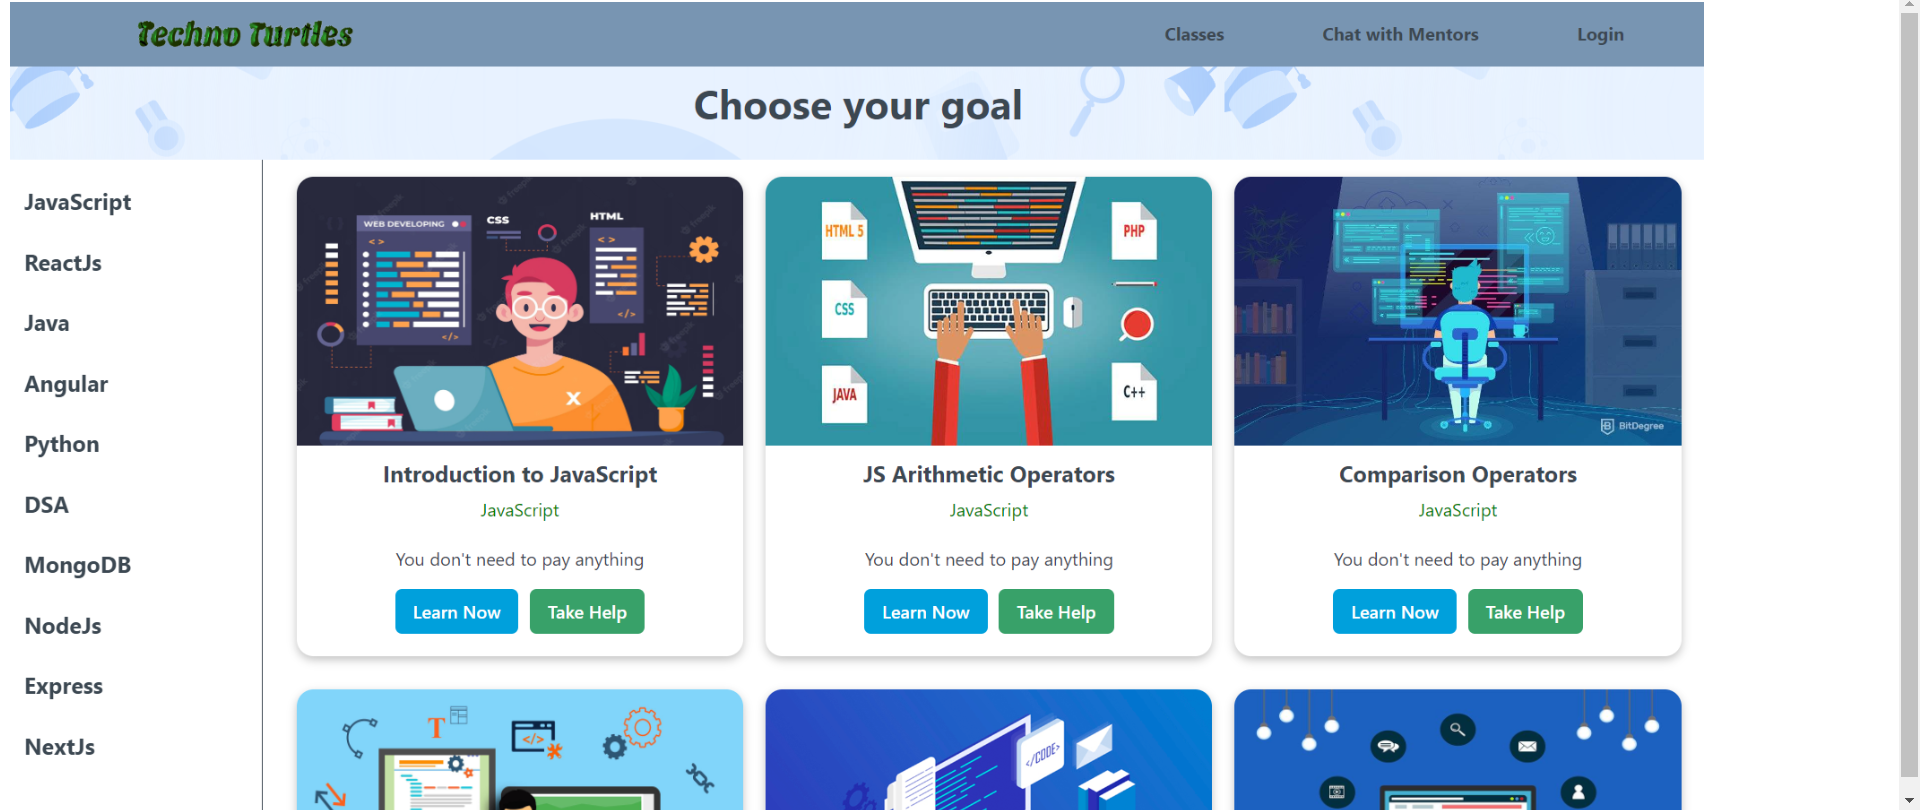 Techno Turtles
Classes
Chat with Mentors
Login
Choose your goal
JavaScript
ReactJs
Java
Angular
Python
DSA
MongoDB
NodeJs
Express
NextJs
WEB DEVELOPING
CSS
HTML
X
Introduction to JavaScript
JavaScript
You don't need to pay anything
Learn Now
Take Help
HTML 5
PHP
CSS
JAVA
C++
JS Arithmetic Operators
JavaScript
You don't need to pay anything
Learn Now
Take Help
BitDegree
Comparison Operators
JavaScript
You don't need to pay anything
Learn Now
Take Help
T
</>
</CODE>